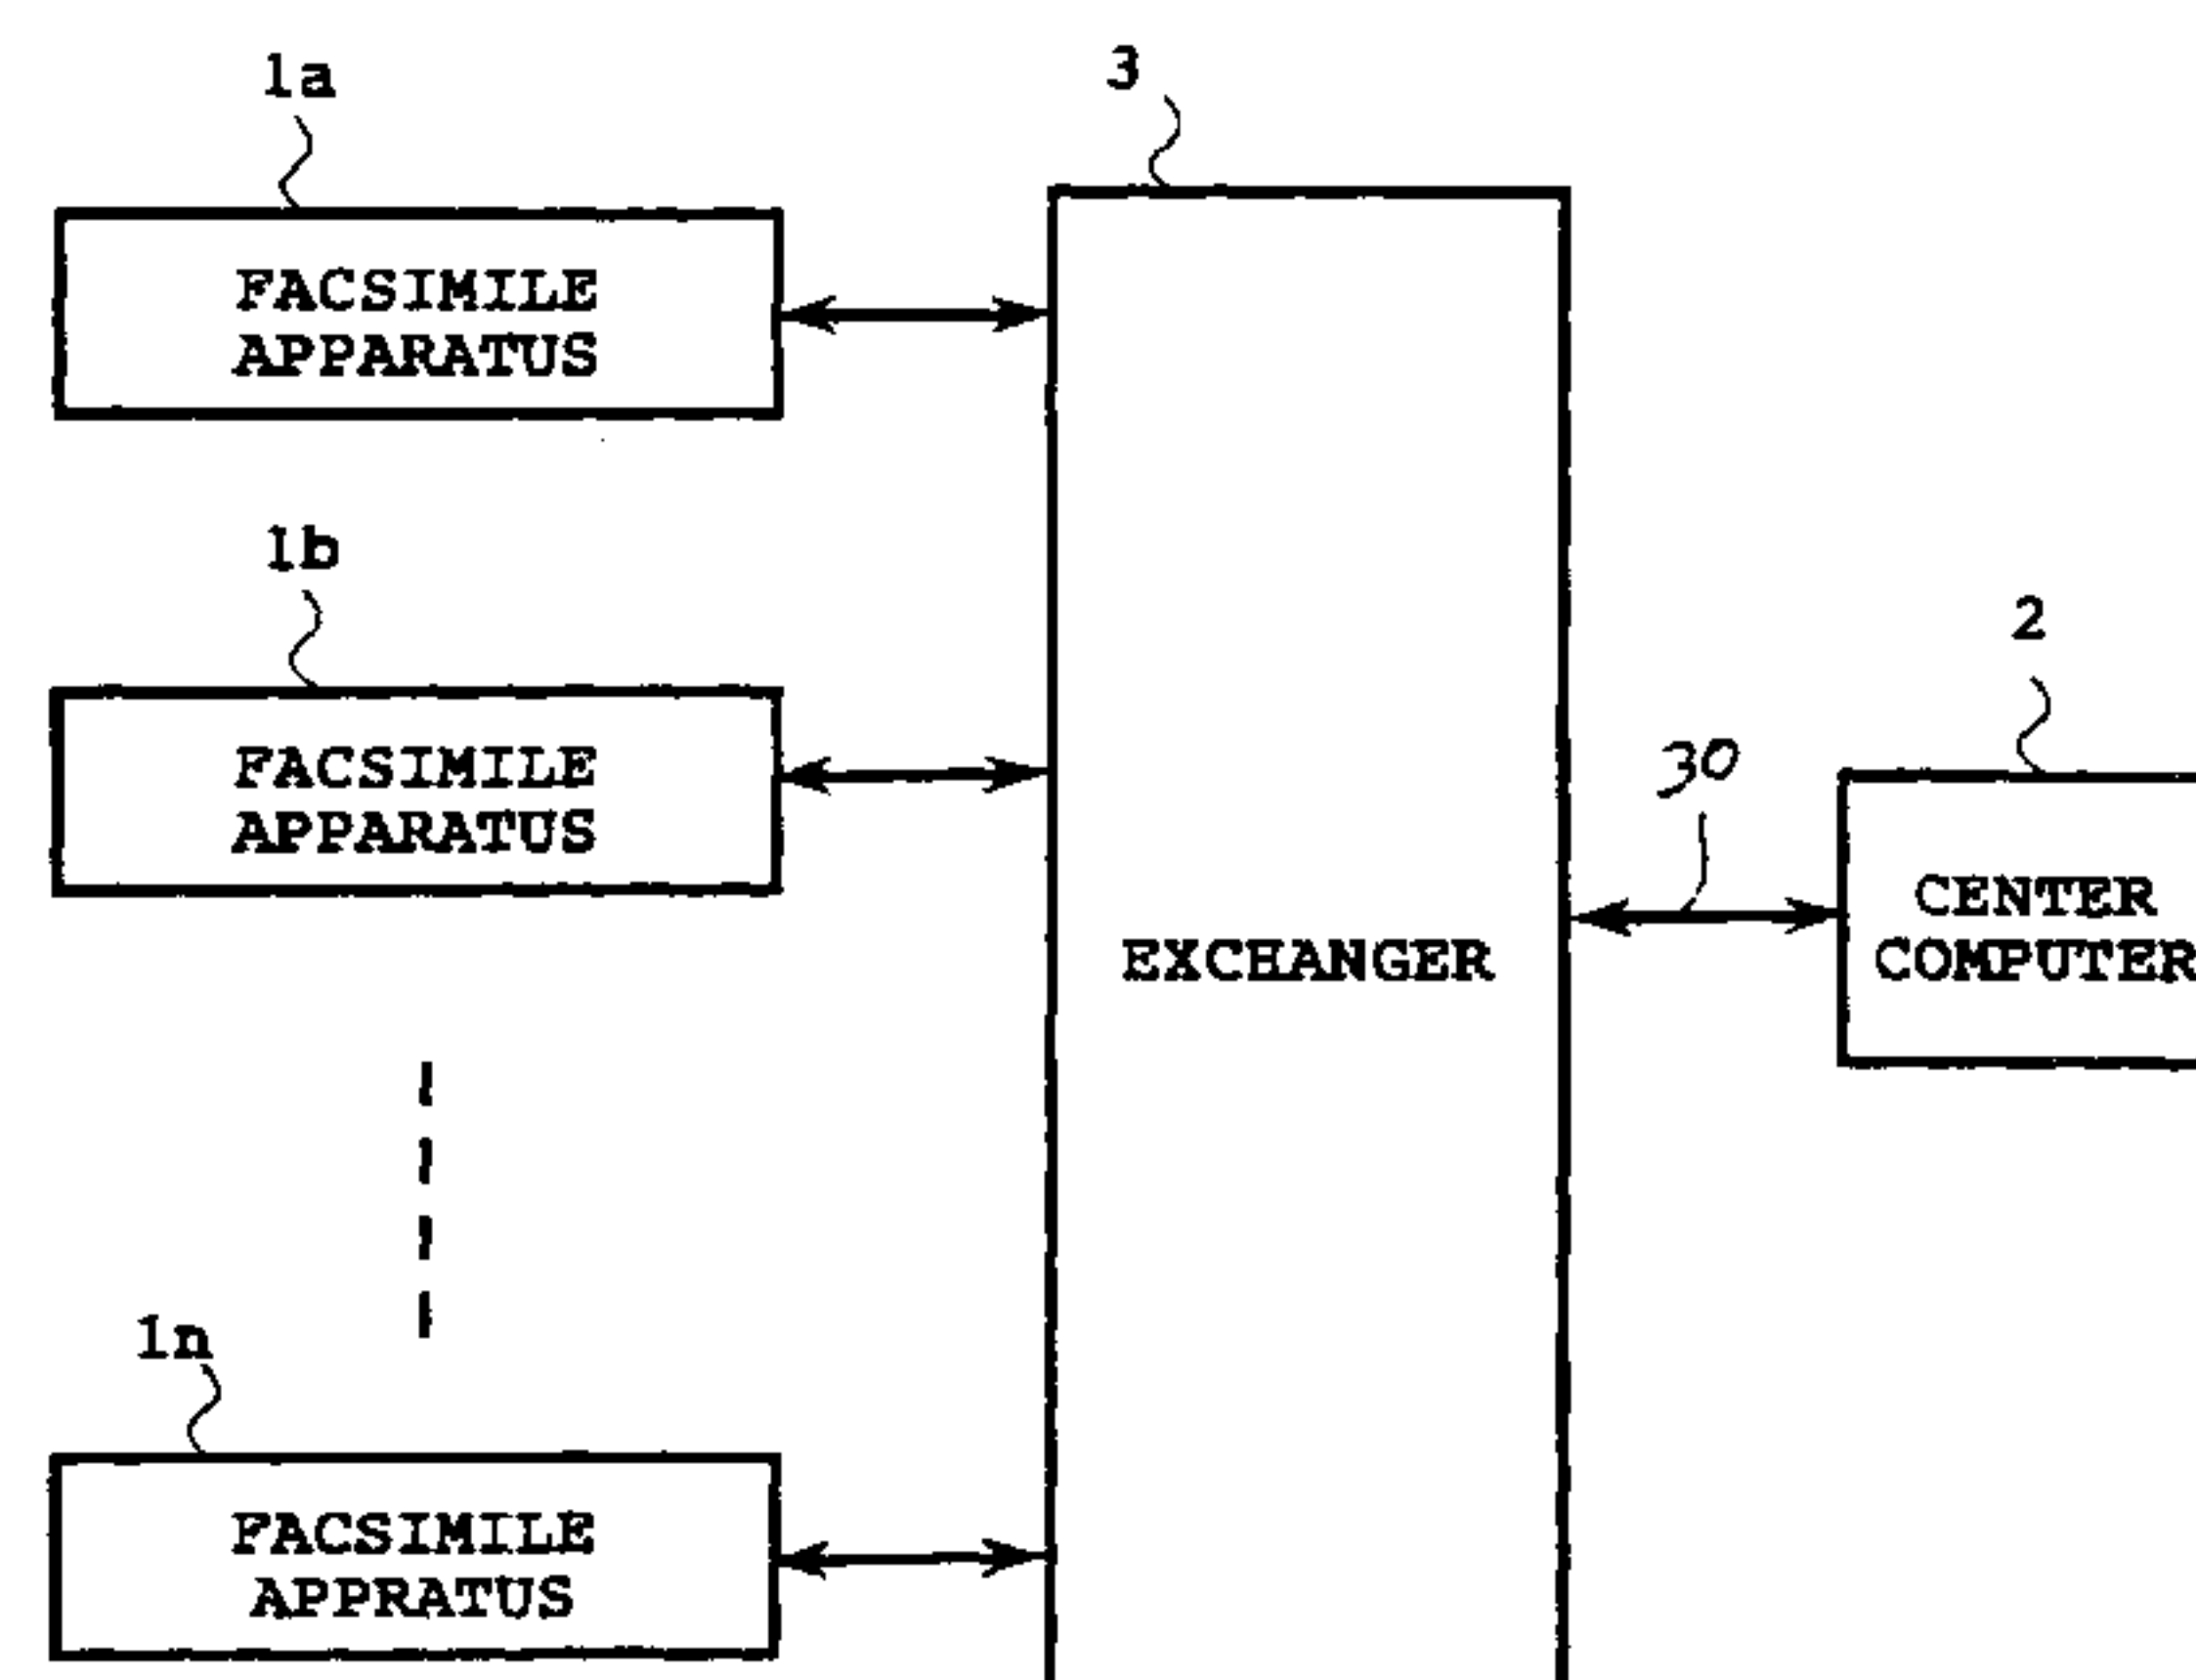 1a
3
FACSIMILE
APPARATUS
1b
2
FACSIMILE
APPARATUS
30
EXCHANGER
CENTER
COMPUTER
1n
FACSIMILE
APPRATUS